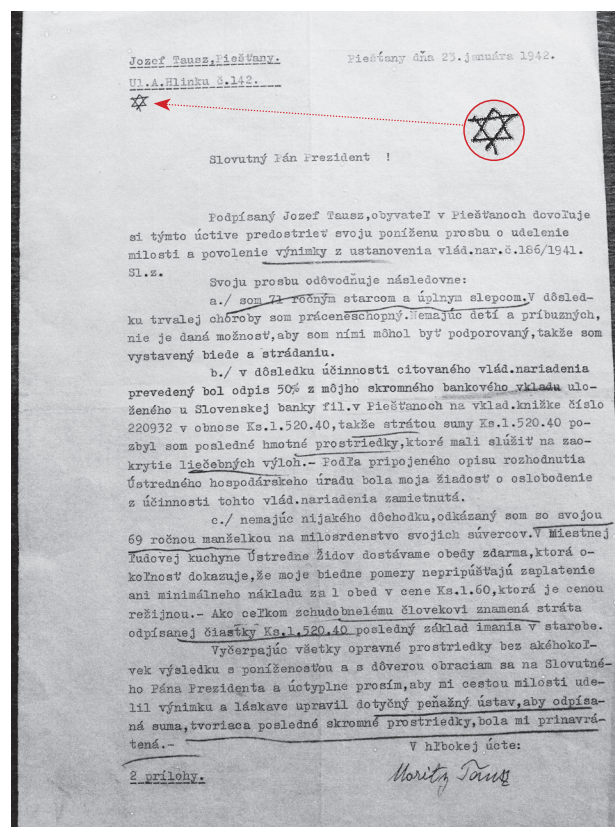 Jozef Tausz,Piešťany.
Piešťany dňa 23.januára 1942.
Ul.A.Hlinku č.142.
Slovutný Pán Prezident !
Podpísaný Jozef Tausz,obyvateľ v Piešťanoch dovoľuje
si týmto úctive predostrieť svoju poníženu prosbu o udelenie
milosti a povolenie výnimky z ustanovenia vlád.nar.č.186/1941.
Sl.z.
Svoju prosbu odôvodňuje následovne:
a./ som 71 ročným starcom a úplnym slepcom.V dôsled-
ku trvalej choroby som práceneschopný.Nemajúc detí a príbuzných,
nie je daná možnosť,aby som nimi môhol byť podporovaný,takže som
vystavený biede a strádaniu.
b./ v dôsledku účinnosti citovaného vlád.nariadenia
prevedený bol odpis 50% z môjho skromného bankového vkladu ulo-
ženého u Slovenskej banky fil.v Piešťanoch na vklad.knižke číslo
220932 v obnose Ks.1.520.40,takže strátou sumy Ks.1.520.40 po-
zbyl som posledné hmotné prostriedky,ktoré mali slúžiť na zao-
krytie liečebných výloh.- Podľa pripojeného opisu rozhodnutia
Ústredného hospodárskeho úradu bola moja žiadosť o oslobodenie
z účinnosti tohto vlád.nariadenia zamietnutá.
c./ nemajúc nijakého dôchodku,odkázaný som so svojou
69 ročnou manželkou na milosrdenstvo svojich súvercov.V miestnej
ľudovej kuchyne Ústredne Židov dostávame obedy zdarma,ktorá o-
koľnosť dokazuje,že moje biedne pomery nepripúšťajú zaplatenie
ani minimálneho nákladu za l obed v cene Ks.1.60,ktorá je cenou
režijnou.- Ako celkom zchudobnelému človekovi znamená stráta
odpísanej čiastky Ks.1.520.40 posledný základ imania v starobe.
Vyčerpajúc všetky opravné prostriedky bez akéhokoľ-
vek výsledku s poníženosťou a s dôverou obraciam sa na Slovutné-
ho Pána Prezidenta a úctyplne prosím,aby mi cestou milosti ude-
lil výnimku a láskave upravil dotyčný peňažný ústav,aby odpísa-
ná suma,tvoriaca posledné skromné prostriedky,bola mi prinavrá-
tená.-
V hľbokej úcte:
2 prílohy.
Moritz Tausz